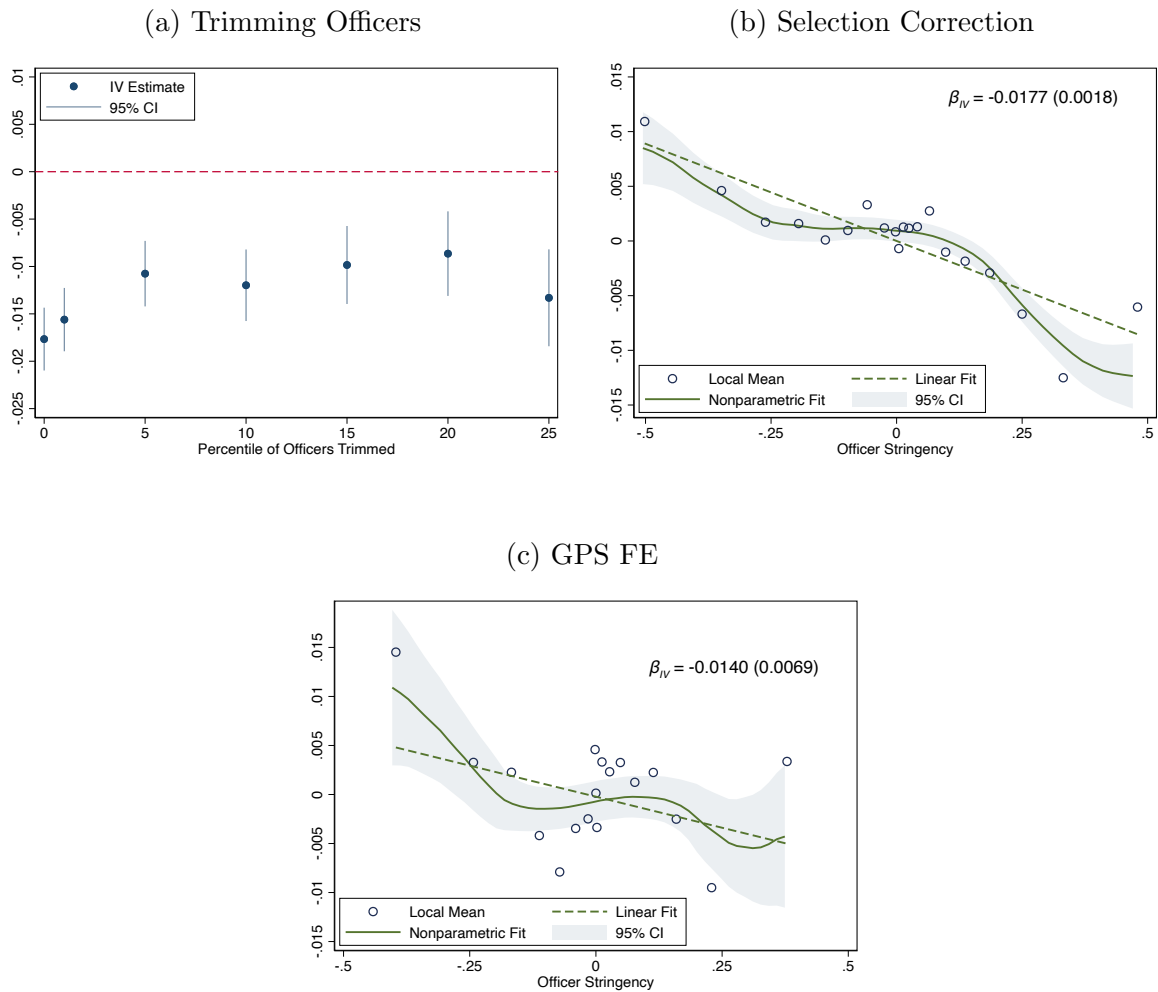 (a) Trimming Officers
.01
.005
0
-.005
-.01
-.015
-.02
-.025
IV Estimate
95% CI
0 5 10 15 20 25
Percentile of Officers Trimmed
(b) Selection Correction
.015
.01
.005
0
-.005
-.01
-.015
β_IV = -0.0177 (0.0018)
Local Mean Linear Fit
Nonparametric Fit 95% CI
-.5 -.25 0 .25 .5
Officer Stringency
(c) GPS FE
.015
.01
.005
0
-.005
-.01
-.015
β_IV = -0.0140 (0.0069)
Local Mean Linear Fit
Nonparametric Fit 95% CI
-.5 -.25 0 .25 .5
Officer Stringency